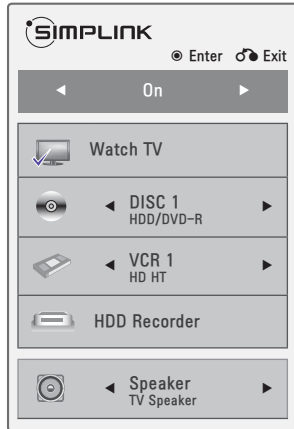 SIMPLINK
Enter Exit
On
Watch TV
DISC 1
HDD/DVD-R
VCR 1
HD HT
HDD Recorder
Speaker
TV Speaker